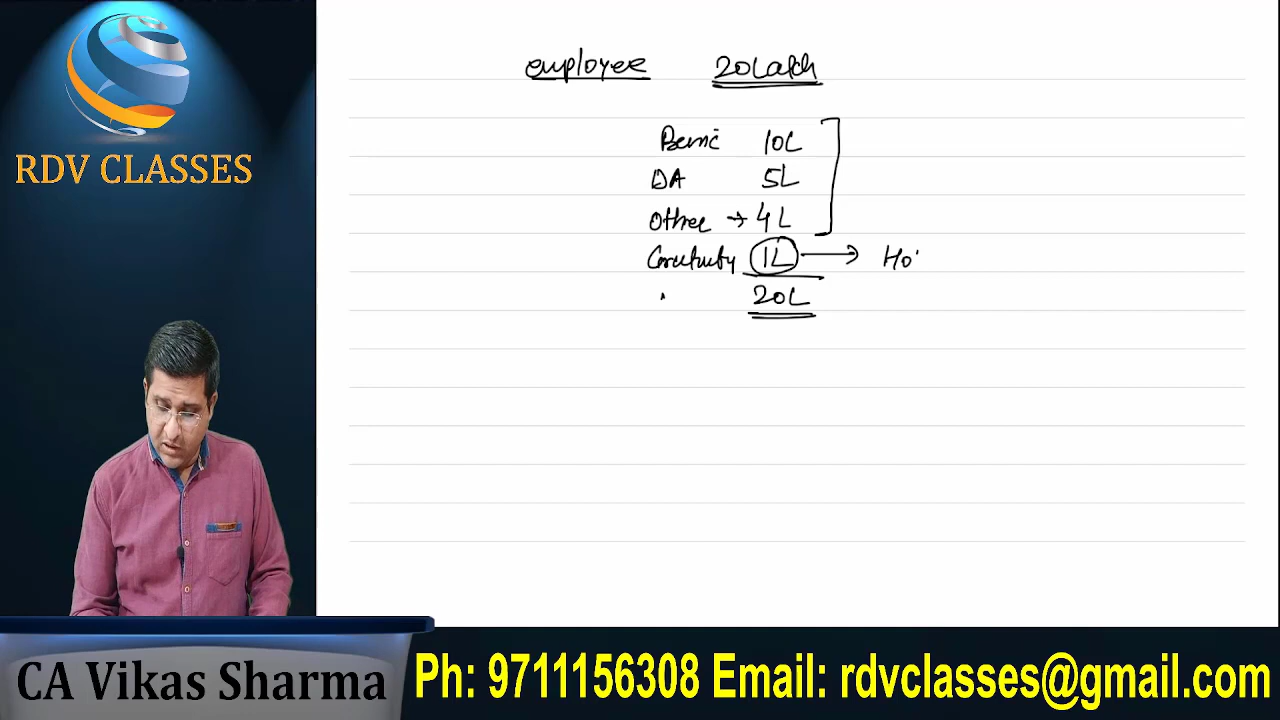 RDV CLASSES
employee 20Lakh
Basic 10L
DA 5L
Other → 4L
Gratuity 1L → Ho
20L
CA Vikas Sharma
Ph: 9711156308 Email: rdvclasses@gmail.com